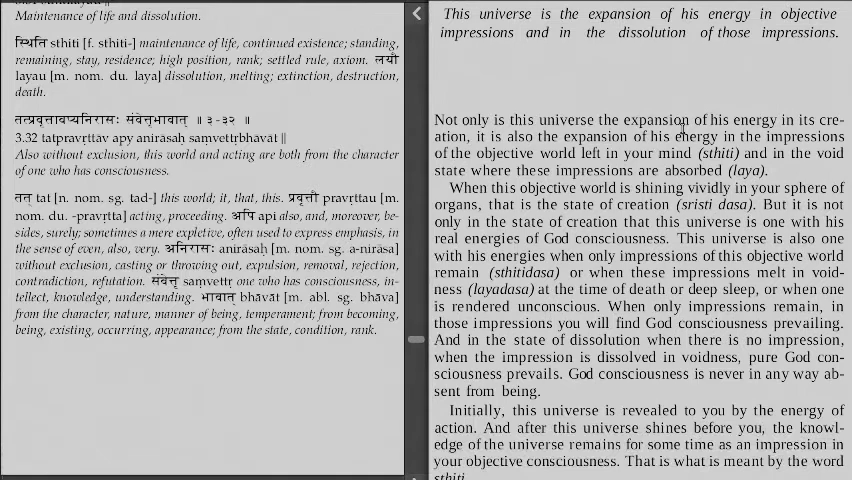 Maintenance of life and dissolution.
स्थिति sthiti [f. sthiti-] maintenance of life, continued existence; standing,
remaining, stay, residence; high position, rank; settled rule, axiom. लयौ
layau [m. nom. du. laya] dissolution, melting; extinction, destruction,
death.
तत्प्रवृत्तावप्यनिरासः संवेत्तृभावात् ॥ ३-३२ ॥
3.32 tatpravṛttāv apy anirāsaḥ saṃvettṛbhāvāt ||
Also without exclusion, this world and acting are both from the character
of one who has consciousness.
तत् tat [n. nom. sg. tad-] this world; it, that, this. प्रवृत्तौ pravṛttau [m.
nom. du. -pravṛtta] acting, proceeding. अपि api also, and, moreover, be-
sides, surely; sometimes a mere expletive, often used to express emphasis, in
the sense of even, also, very. अनिरासः anirāsaḥ [m. nom. sg. a-nirāsa]
without exclusion, casting or throwing out, expulsion, removal, rejection,
contradiction, refutation. संवेत्तृ saṃvettṛ one who has consciousness, in-
tellect, knowledge, understanding. भावात् bhāvāt [m. abl. sg. bhāva]
from the character, nature, manner of being, temperament; from becoming,
being, existing, occurring, appearance; from the state, condition, rank.
This universe is the expansion of his energy in objective
impressions and in the dissolution of those impressions.
Not only is this universe the expansion of his energy in its cre-
ation, it is also the expansion of his energy in the impressions
of the objective world left in your mind (sthiti) and in the void
state where these impressions are absorbed (laya).
When this objective world is shining vividly in your sphere of
organs, that is the state of creation (sristi dasa). But it is not
only in the state of creation that this universe is one with his
real energies of God consciousness. This universe is also one
with his energies when only impressions of this objective world
remain (sthitidasa) or when these impressions melt in void-
ness (layadasa) at the time of death or deep sleep, or when one
is rendered unconscious. When only impressions remain, in
those impressions you will find God consciousness prevailing.
And in the state of dissolution when there is no impression,
when the impression is dissolved in voidness, pure God con-
sciousness prevails. God consciousness is never in any way ab-
sent from being.
Initially, this universe is revealed to you by the energy of
action. And after this universe shines before you, the knowl-
edge of the universe remains for some time as an impression in
your objective consciousness. That is what is meant by the word
sthiti